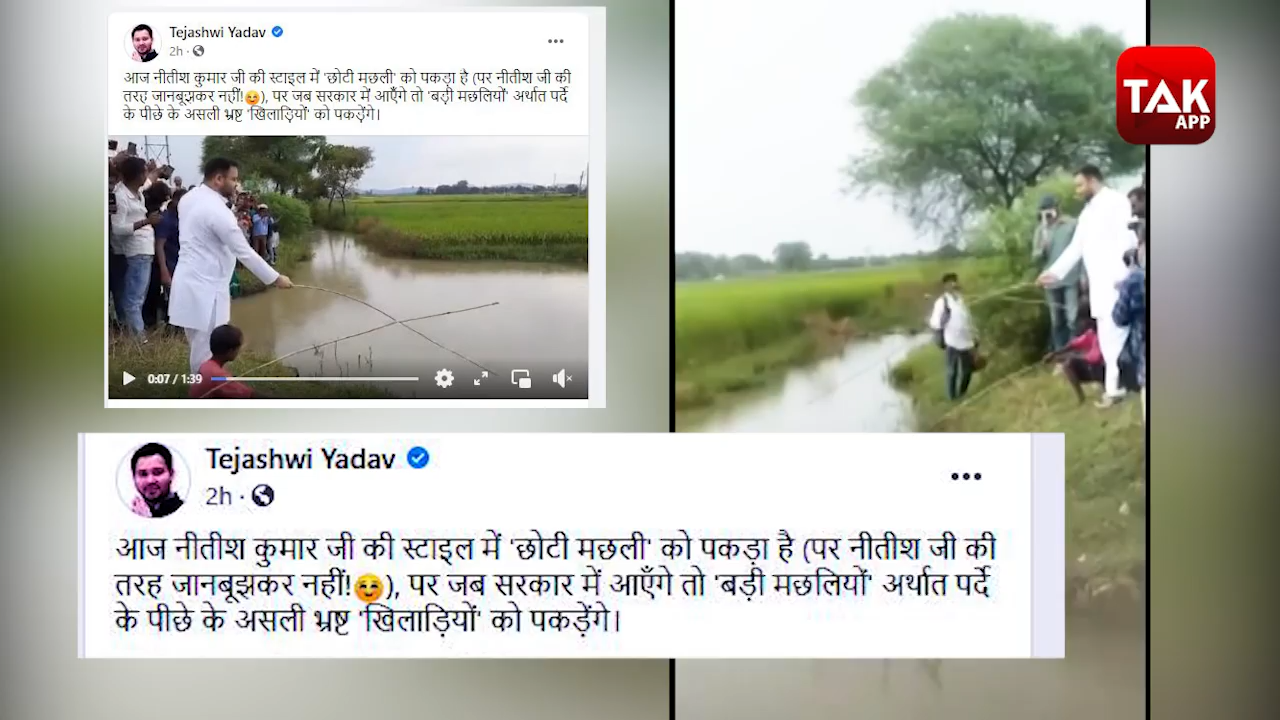 Tejashwi Yadav
2h ·
आज नीतीश कुमार जी की स्टाइल में 'छोटी मछली' को पकड़ा है (पर नीतीश जी की
तरह जानबूझकर नहीं!☺️), पर जब सरकार में आएँगे तो 'बड़ी मछलियों' अर्थात पर्दे
के पीछे के असली भ्रष्ट 'खिलाड़ियों' को पकड़ेंगे।
0:07 / 1:39
TAK
APP
Tejashwi Yadav
2h ·
आज नीतीश कुमार जी की स्टाइल में 'छोटी मछली' को पकड़ा है (पर नीतीश जी की
तरह जानबूझकर नहीं!☺️), पर जब सरकार में आएँगे तो 'बड़ी मछलियों' अर्थात पर्दे
के पीछे के असली भ्रष्ट 'खिलाड़ियों' को पकड़ेंगे।